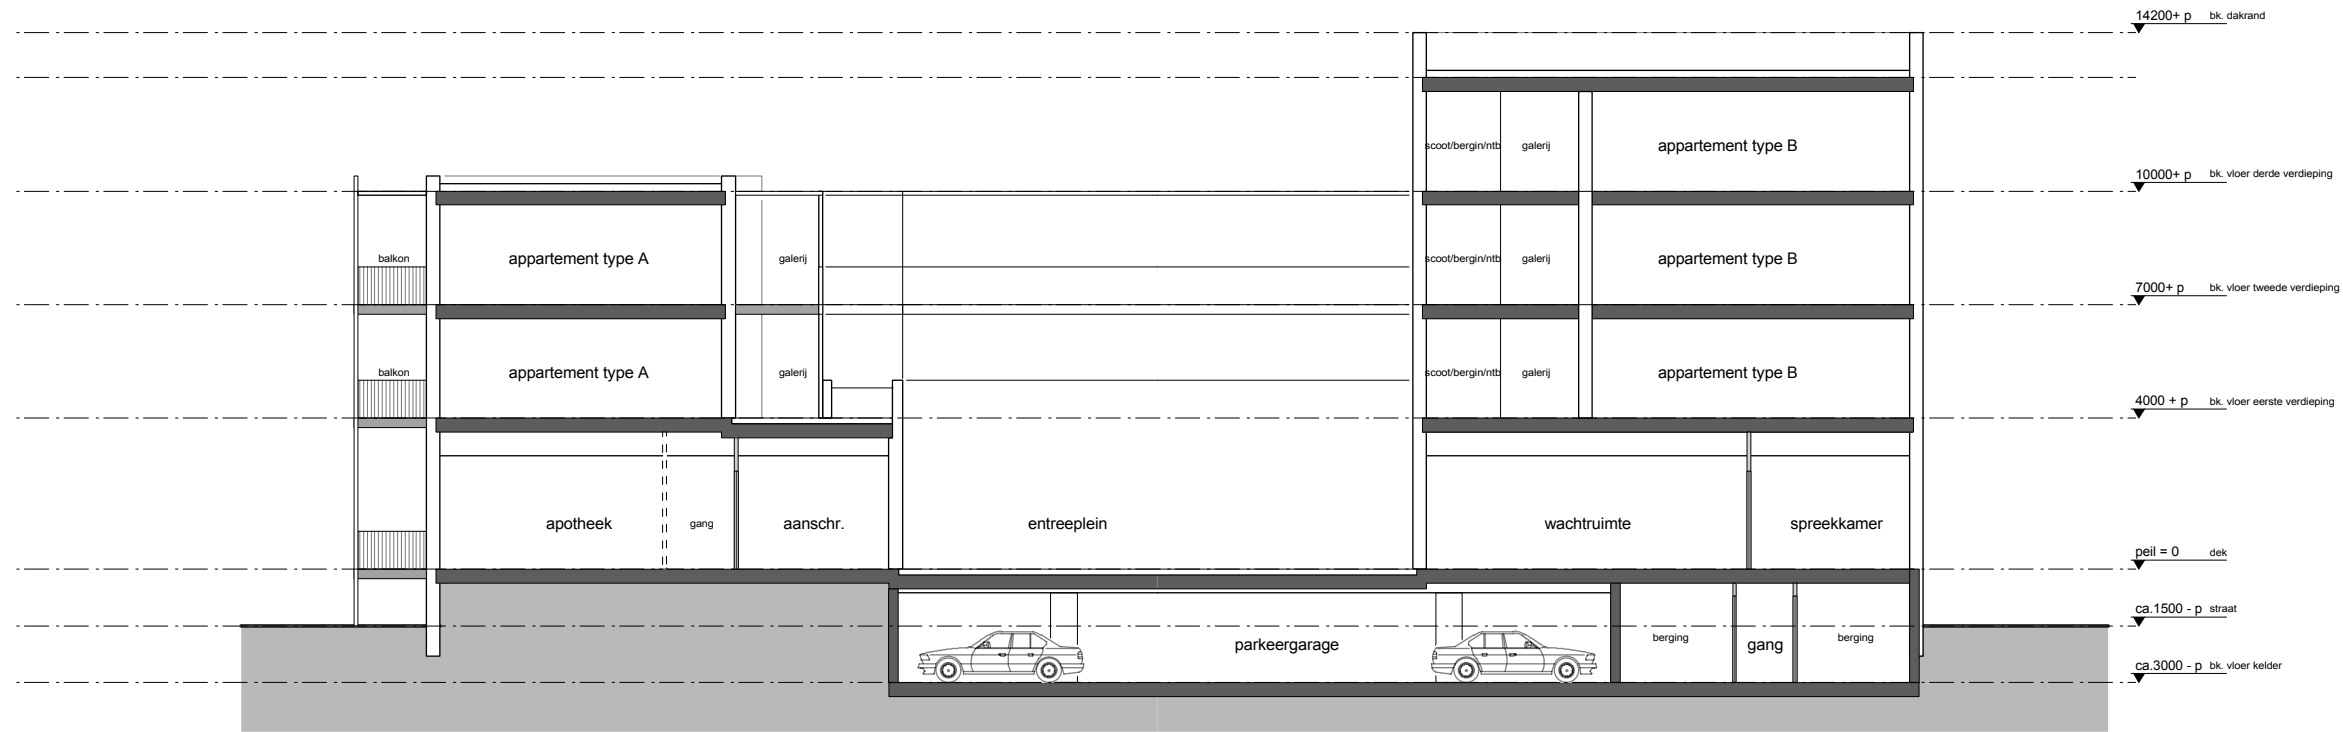 14200+ p bk. dakrand
scoot/bergin/ntb galerij appartement type B
10000+ p bk. vloer derde verdieping
balkon appartement type A galerij scoot/bergin/ntb galerij appartement type B
7000+ p bk. vloer tweede verdieping
balkon appartement type A galerij scoot/bergin/ntb galerij appartement type B
4000 + p bk. vloer eerste verdieping
apotheek gang aanschr. entreeplein wachtruimte spreekkamer
peil = 0 dek
ca.1500 - p straat
parkeergarage berging gang berging
ca.3000 - p bk. vloer kelder